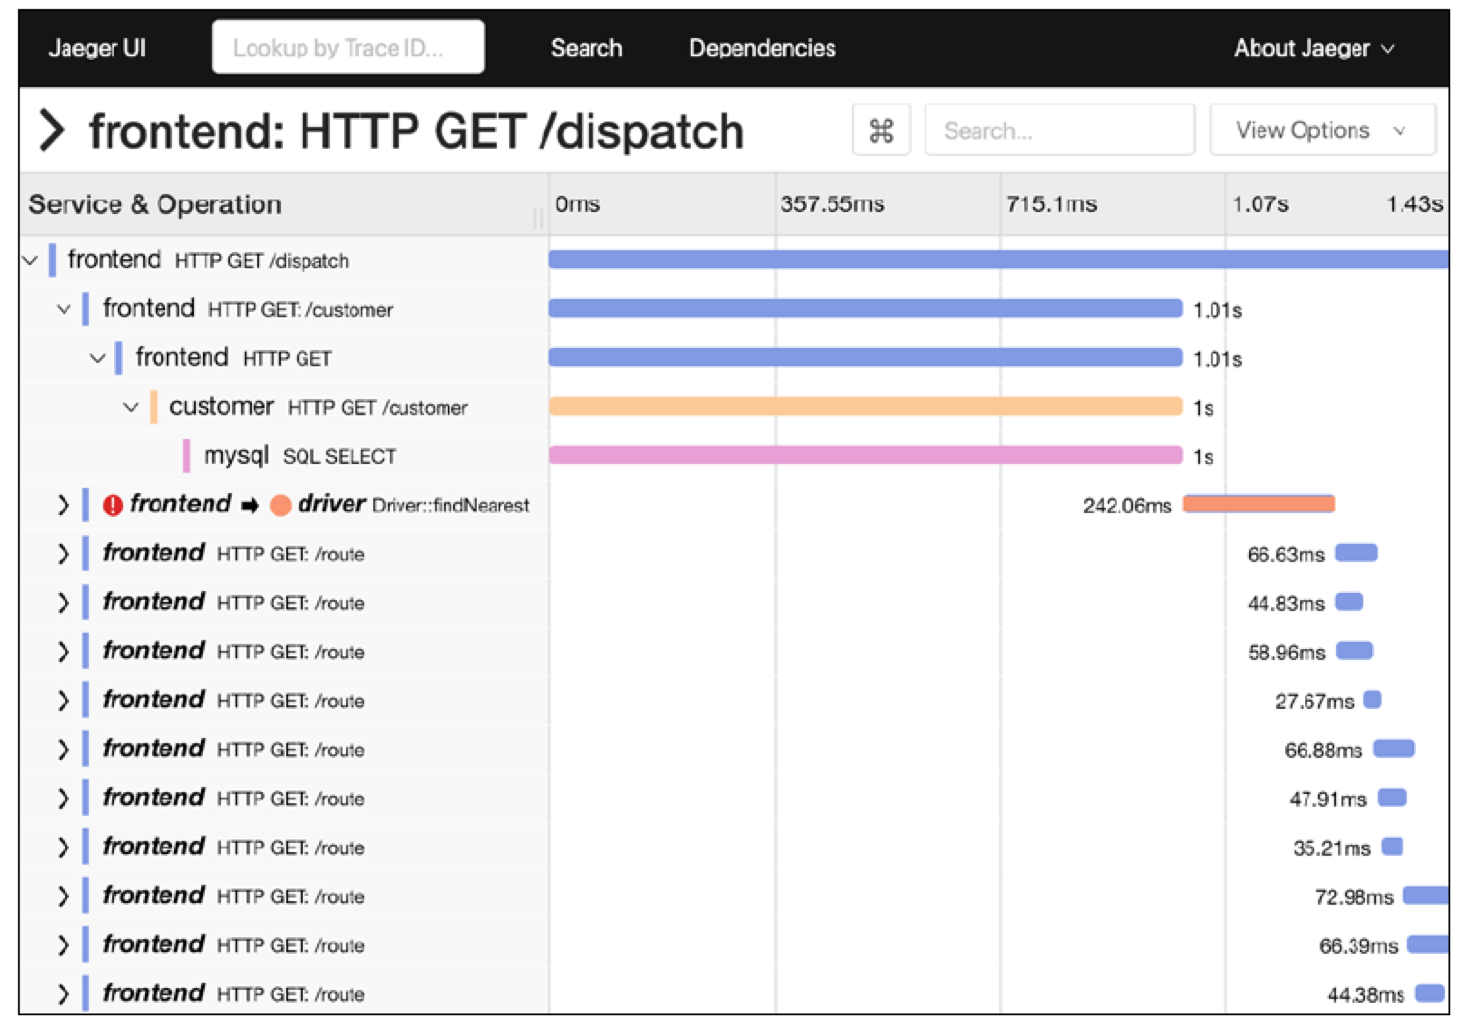 Jaeger UI Lookup by Trace ID... Search Dependencies About Jaeger
frontend: HTTP GET /dispatch ⌘ Search... View Options
Service & Operation 0ms 357.55ms 715.1ms 1.07s 1.43s
frontend HTTP GET /dispatch
frontend HTTP GET: /customer 1.01s
frontend HTTP GET 1.01s
customer HTTP GET /customer 1s
mysql SQL SELECT 1s
frontend driver Driver::findNearest 242.06ms
frontend HTTP GET: /route 66.63ms
frontend HTTP GET: /route 44.83ms
frontend HTTP GET: /route 58.96ms
frontend HTTP GET: /route 27.67ms
frontend HTTP GET: /route 66.88ms
frontend HTTP GET: /route 47.91ms
frontend HTTP GET: /route 35.21ms
frontend HTTP GET: /route 72.98ms
frontend HTTP GET: /route 66.39ms
frontend HTTP GET: /route 44.38ms